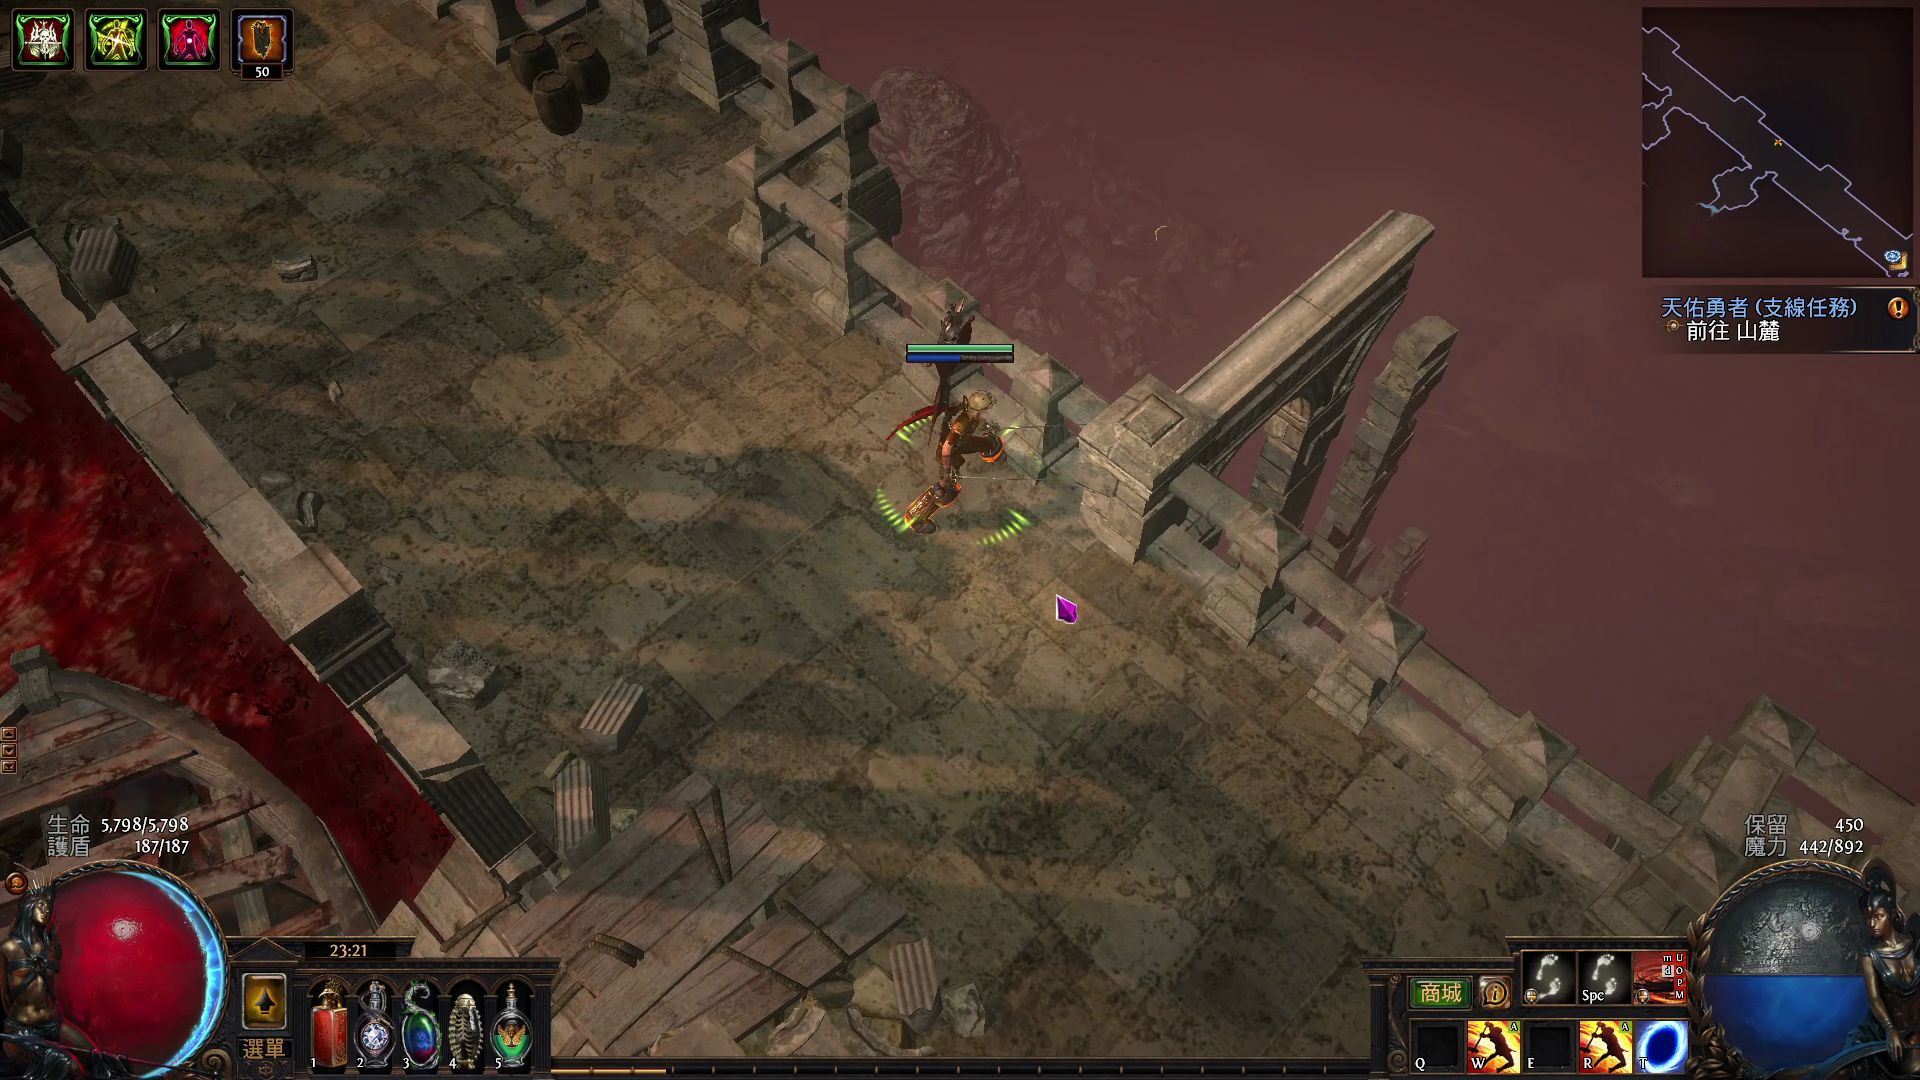 50
天佑勇者 (支線任務)
前往 山麓
生命 5,798/5,798
護盾 187/187
保留 450
魔力 442/892
23:21
選單
1
2
3
4
5
商城
Spc
m U
d O
P
M
Q
W A
E
R A
T